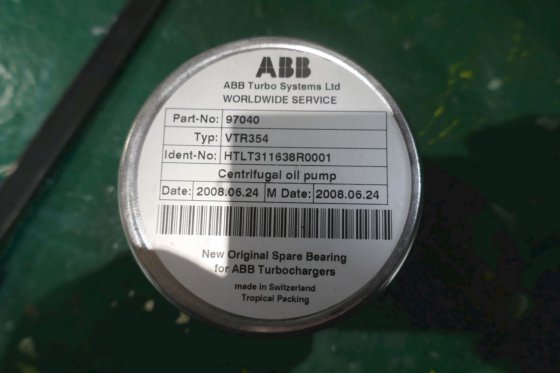 ABB
ABB Turbo Systems Ltd
WORLDWIDE SERVICE
Part-No: 97040
Typ: VTR354
Ident-No: HTLT311638R0001
Centrifugal oil pump
Date: 2008.06.24 M Date: 2008.06.24
New Original Spare Bearing
for ABB Turbochargers
made in Switzerland
Tropical Packing